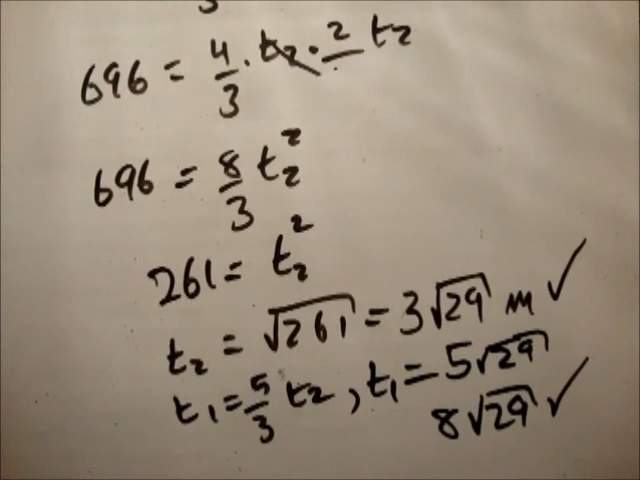 3
696 = 4/3 · t₂ · 2 t₂
696 = 8/3 t₂²
261 = t₂²
t₂ = √261 = 3√29 m ✓
t₁ = 5/3 t₂, t₁ = 5√29
8√29 ✓